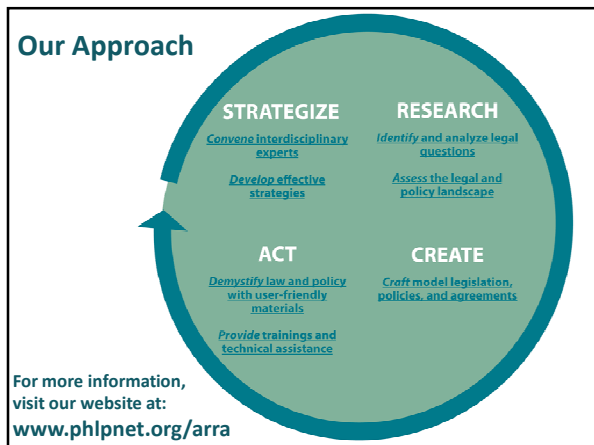 Our Approach
STRATEGIZE
Convene interdisciplinary
experts
Develop effective
strategies
RESEARCH
Identify and analyze legal
questions
Assess the legal and
policy landscape
ACT
Demystify law and policy
with user-friendly
materials
Provide trainings and
technical assistance
CREATE
Craft model legislation,
policies, and agreements
For more information,
visit our website at:
www.phlpnet.org/arra